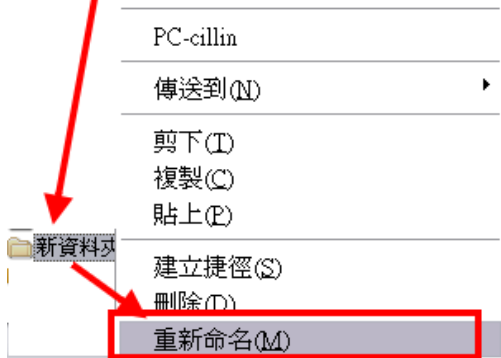 PC-cillin
傳送到(N)
剪下(T)
複製(C)
貼上(P)
新資料夾
建立捷徑(S)
刪除(D)
重新命名(M)